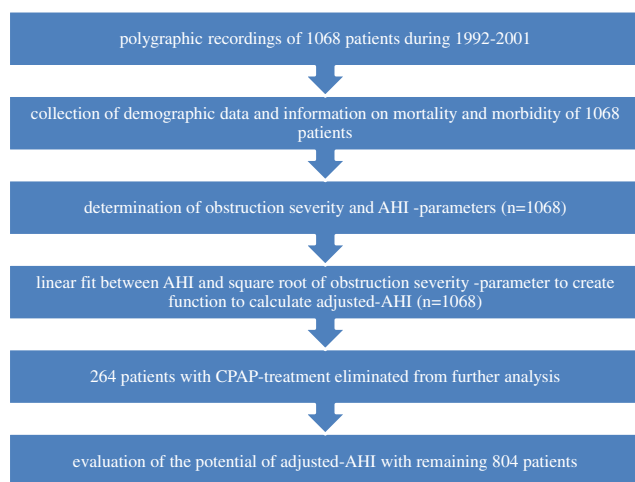 polygraphic recordings of 1068 patients during 1992-2001
collection of demographic data and information on mortality and morbidity of 1068
patients
determination of obstruction severity and AHI -parameters (n=1068)
linear fit between AHI and square root of obstruction severity -parameter to create
function to calculate adjusted-AHI (n=1068)
264 patients with CPAP-treatment eliminated from further analysis
evaluation of the potential of adjusted-AHI with remaining 804 patients